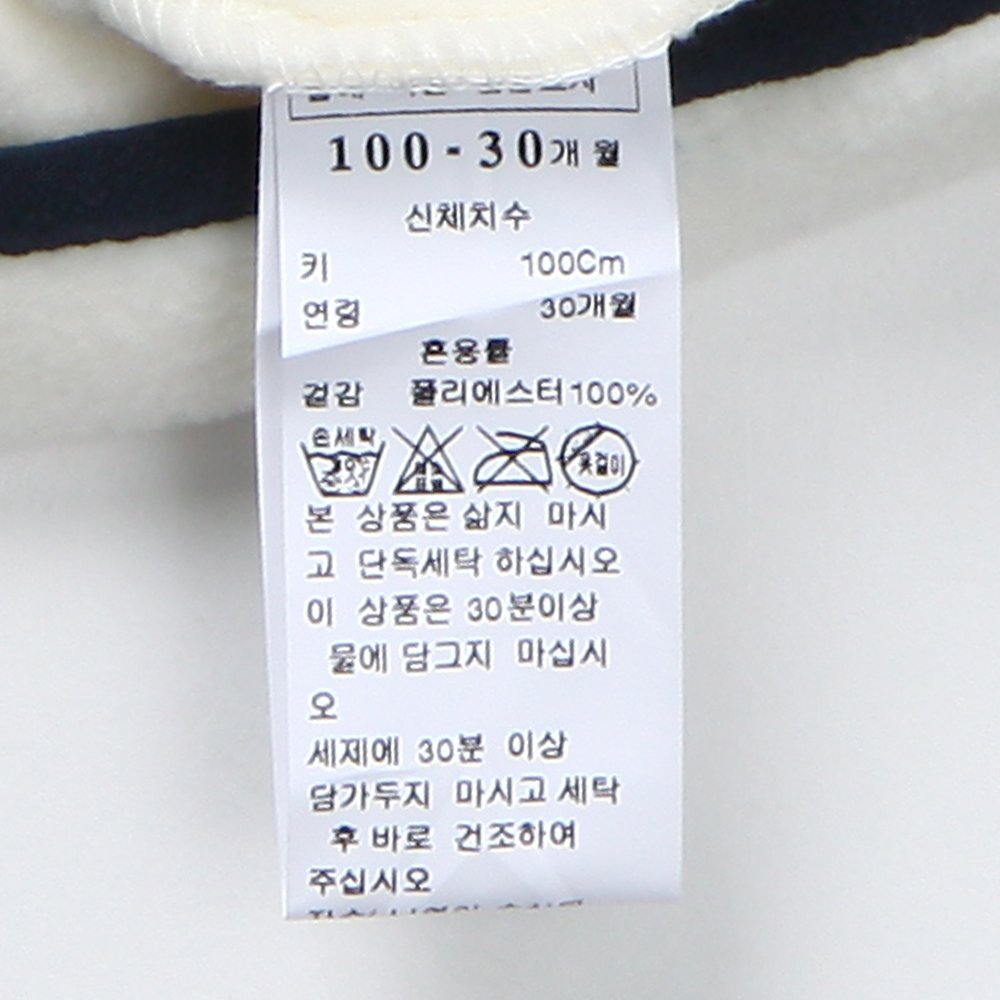 100-30개월
신체치수
키 100Cm
연령 30개월
혼용률
겉감 폴리에스터100%
손세탁
옷걸이
본 상품은 삶지 마시
고 단독세탁 하십시오
이 상품은 30분이상
물에 담그지 마십시
오
세제에 30분 이상
담가두지 마시고 세탁
후 바로 건조하여
주십시오